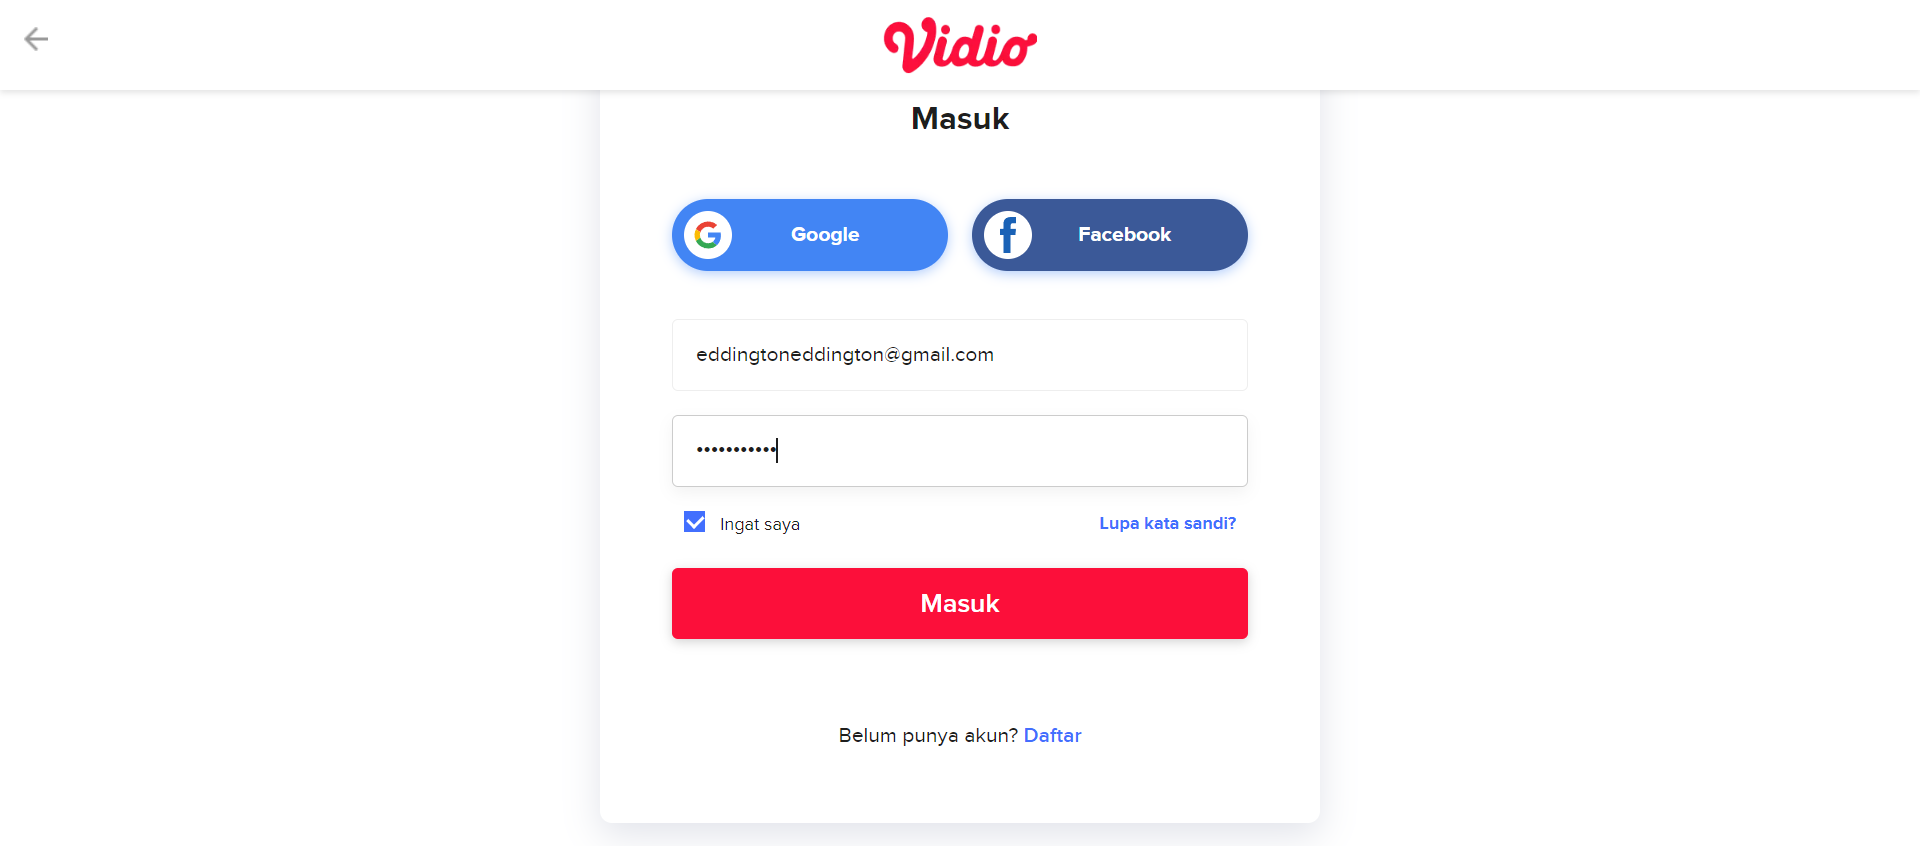 Vidio
Masuk
Google
Facebook
eddingtoneddington@gmail.com
•••••••••••
Ingat saya
Lupa kata sandi?
Masuk
Belum punya akun? Daftar